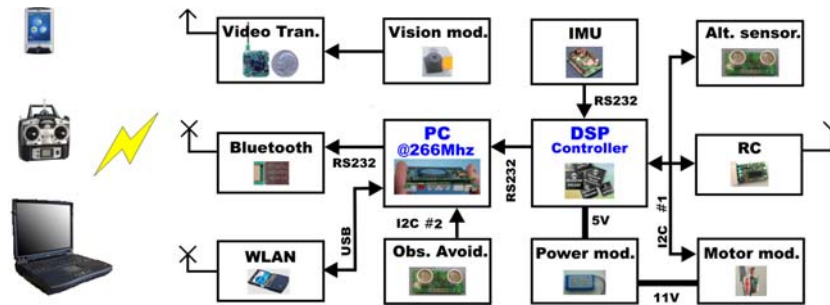 Video Tran.
Vision mod.
IMU
Alt. sensor.
RS232
Bluetooth
PC
@266Mhz
DSP
Controller
RC
RS232
RS232
USB
I2C #2
5V
I2C #1
WLAN
Obs. Avoid.
Power mod.
Motor mod.
11V